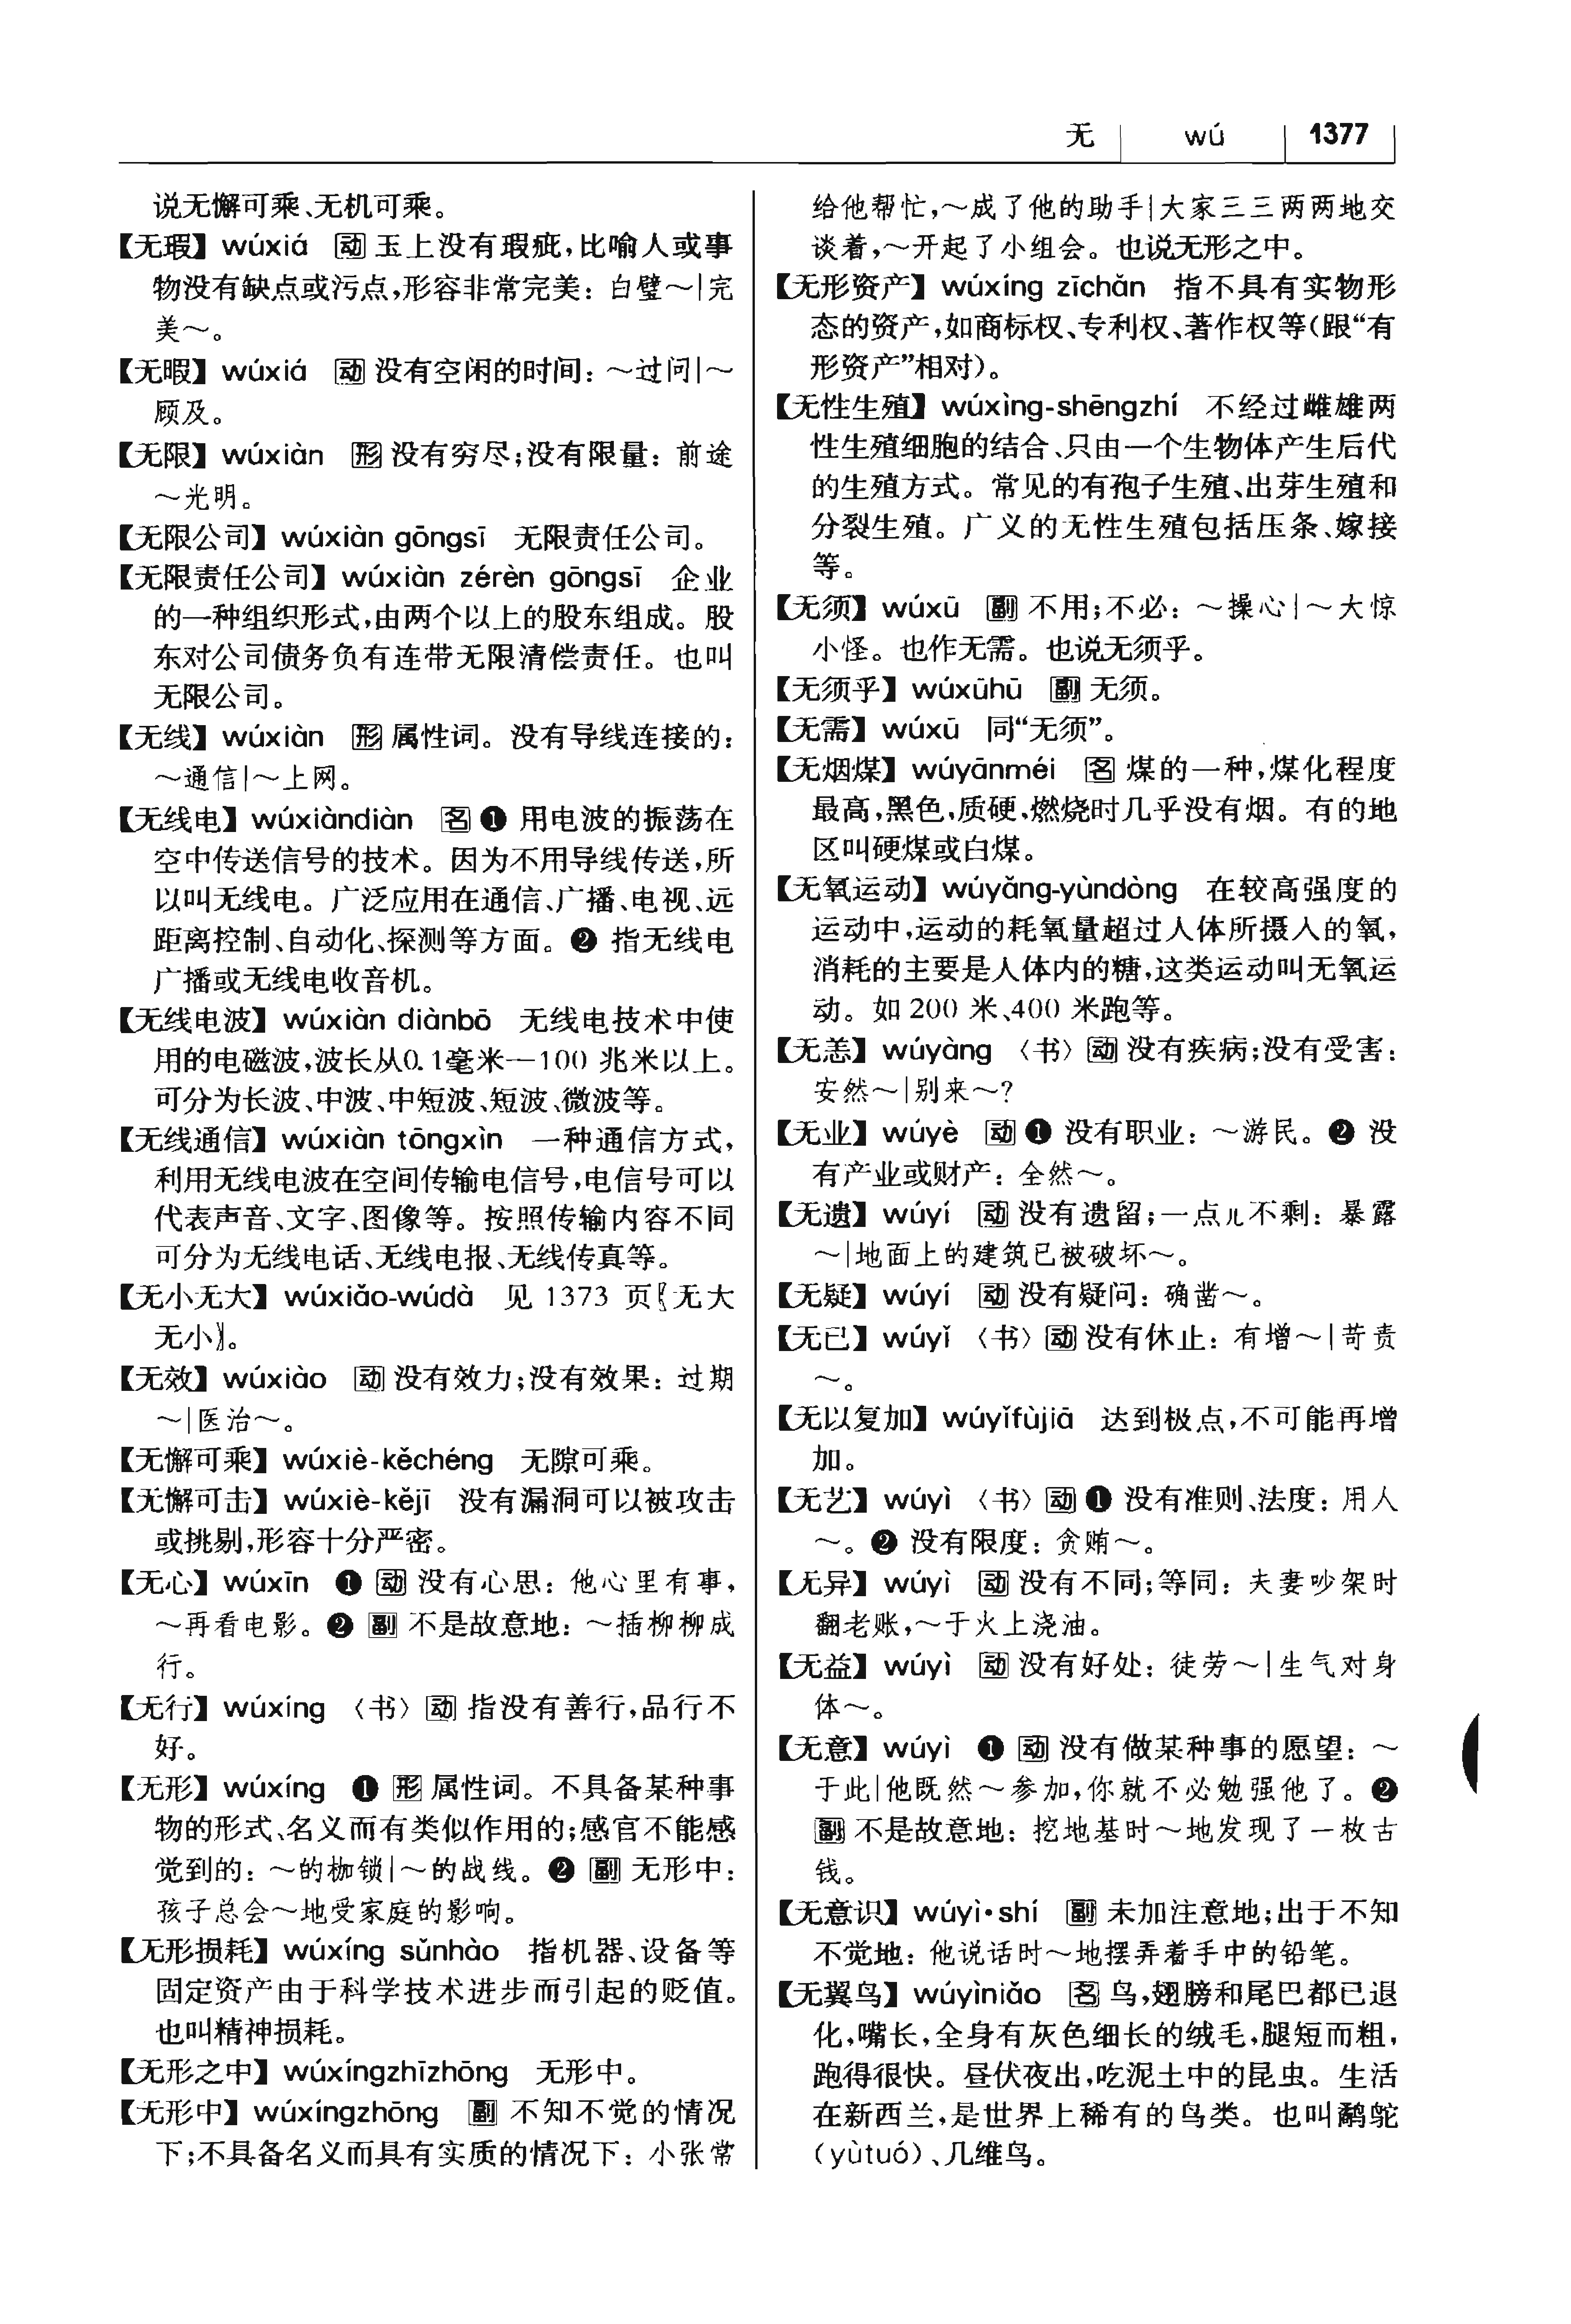 无 wú 1377
说无懈可乘、无机可乘。
【无瑕】 wúxiá 动 玉上没有瑕疵,比喻人或事
物没有缺点或污点,形容非常完美：白璧～|完
美～。
【无暇】 wúxiá 动 没有空闲的时间：～过问|～
顾及。
【无限】 wúxiàn 形 没有穷尽;没有限量：前途
～光明。
【无限公司】 wúxiàn gōngsī 无限责任公司。
【无限责任公司】 wúxiàn zérèn gōngsī 企业
的一种组织形式,由两个以上的股东组成。股
东对公司债务负有连带无限清偿责任。也叫
无限公司。
【无线】 wúxiàn 形 属性词。没有导线连接的：
～通信|～上网。
【无线电】 wúxiàndiàn 名 ❶ 用电波的振荡在
空中传送信号的技术。因为不用导线传送,所
以叫无线电。广泛应用在通信、广播、电视、远
距离控制、自动化、探测等方面。❷ 指无线电
广播或无线电收音机。
【无线电波】 wúxiàn diànbō 无线电技术中使
用的电磁波,波长从0.1毫米—100 兆米以上。
可分为长波、中波、中短波、短波、微波等。
【无线通信】 wúxiàn tōngxìn 一种通信方式,
利用无线电波在空间传输电信号,电信号可以
代表声音、文字、图像等。按照传输内容不同
可分为无线电话、无线电报、无线传真等。
【无小无大】 wúxiǎo-wúdà 见 1373 页〖无大
无小〗。
【无效】 wúxiào 动 没有效力;没有效果：过期
～|医治～。
【无懈可乘】 wúxiè-kěchéng 无隙可乘。
【无懈可击】 wúxiè-kějī 没有漏洞可以被攻击
或挑剔,形容十分严密。
【无心】 wúxīn ❶ 动 没有心思：他心里有事,
～再看电影。❷ 副 不是故意地：～插柳柳成
行。
【无行】 wúxíng 〈书〉动 指没有善行,品行不
好。
【无形】 wúxíng ❶ 形 属性词。不具备某种事
物的形式、名义而有类似作用的;感官不能感
觉到的：～的枷锁|～的战线。❷ 副 无形中：
孩子总会～地受家庭的影响。
【无形损耗】 wúxíng sǔnhào 指机器、设备等
固定资产由于科学技术进步而引起的贬值。
也叫精神损耗。
【无形之中】 wúxíngzhīzhōng 无形中。
【无形中】 wúxíngzhōng 副 不知不觉的情况
下;不具备名义而具有实质的情况下：小张常
给他帮忙,～成了他的助手|大家三三两两地交
谈着,～开起了小组会。也说无形之中。
【无形资产】 wúxíng zīchǎn 指不具有实物形
态的资产,如商标权、专利权、著作权等(跟“有
形资产”相对)。
【无性生殖】 wúxìng-shēngzhí 不经过雌雄两
性生殖细胞的结合、只由一个生物体产生后代
的生殖方式。常见的有孢子生殖、出芽生殖和
分裂生殖。广义的无性生殖包括压条、嫁接
等。
【无须】 wúxū 副 不用;不必：～操心|～大惊
小怪。也作无需。也说无须乎。
【无须乎】 wúxūhū 副 无须。
【无需】 wúxū 同“无须”。
【无烟煤】 wúyānméi 名 煤的一种,煤化程度
最高,黑色,质硬,燃烧时几乎没有烟。有的地
区叫硬煤或白煤。
【无氧运动】 wúyǎng-yùndòng 在较高强度的
运动中,运动的耗氧量超过人体所摄入的氧,
消耗的主要是人体内的糖,这类运动叫无氧运
动。如 200 米、400 米跑等。
【无恙】 wúyàng 〈书〉动 没有疾病;没有受害：
安然～|别来～?
【无业】 wúyè 动 ❶ 没有职业：～游民。❷ 没
有产业或财产：全然～。
【无遗】 wúyí 动 没有遗留;一点儿不剩：暴露
～|地面上的建筑已被破坏～。
【无疑】 wúyí 动 没有疑问：确凿～。
【无已】 wúyǐ 〈书〉动 没有休止：有增～|苛责
～。
【无以复加】 wúyǐfùjiā 达到极点,不可能再增
加。
【无艺】 wúyì 〈书〉动 ❶ 没有准则、法度：用人
～。❷ 没有限度：贪贿～。
【无异】 wúyì 动 没有不同;等同：夫妻吵架时
翻老账,～于火上浇油。
【无益】 wúyì 动 没有好处：徒劳～|生气对身
体～。
【无意】 wúyì ❶ 动 没有做某种事的愿望：～
于此|他既然～参加,你就不必勉强他了。❷
副 不是故意地：挖地基时～地发现了一枚古
钱。
【无意识】 wúyì•shí 副 未加注意地;出于不知
不觉地：他说话时～地摆弄着手中的铅笔。
【无翼鸟】 wúyìniǎo 名 鸟,翅膀和尾巴都已退
化,嘴长,全身有灰色细长的绒毛,腿短而粗,
跑得很快。昼伏夜出,吃泥土中的昆虫。生活
在新西兰,是世界上稀有的鸟类。也叫鹬鸵
(yùtuó)、几维鸟。